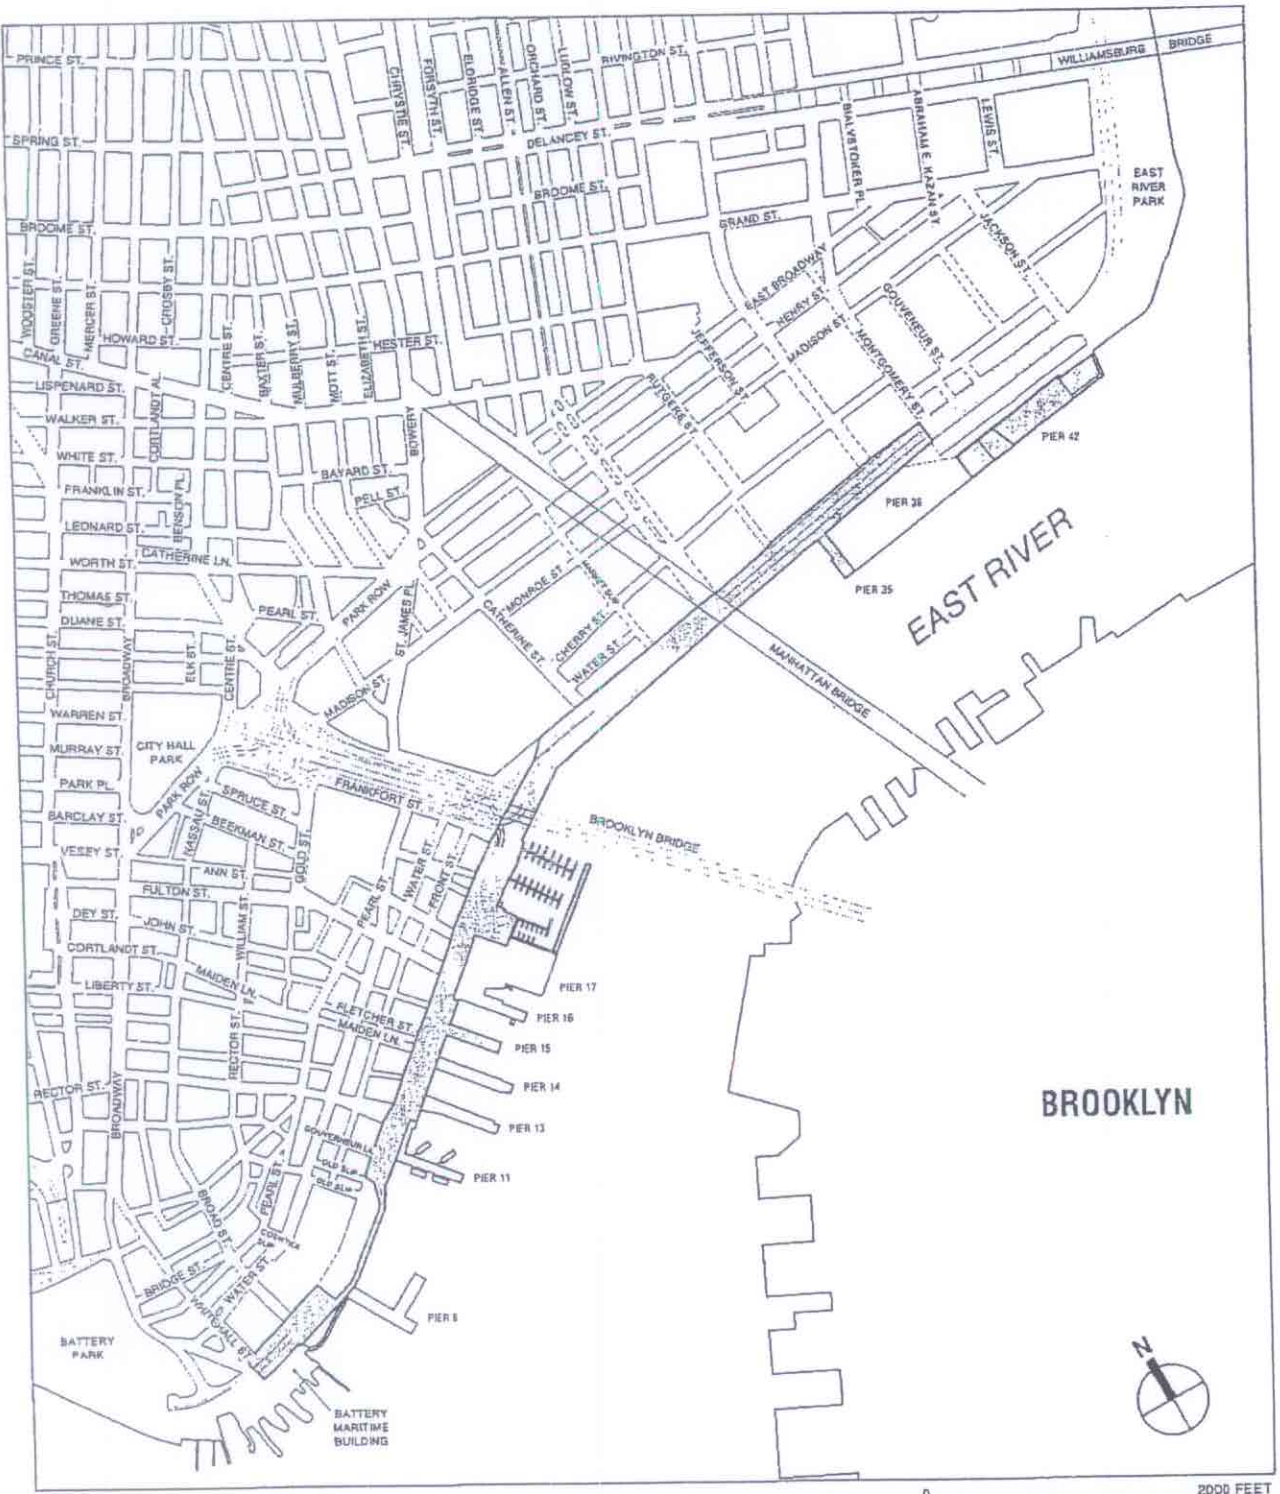 PRINCE ST.
CHRYSTIE ST.
FORSYTH ST.
ELDRIDGE ST.
ALLEN ST.
ORCHARD ST.
LUDLOW ST.
RIVINGTON ST.
WILLIAMSBURG
BRIDGE
SPRING ST.
DELANCEY ST.
BIALYSTOKER PL.
ABRAHAM E. KAZAN ST.
LEWIS ST.
EAST
RIVER
PARK
BROOME ST.
BROOME ST.
GRAND ST.
JACKSON ST.
WOOSTER ST.
GREENE ST.
MERCER ST.
CROSBY ST.
EAST BROADWAY
HENRY ST.
MADISON ST.
GOUVENEUR ST.
MONTGOMERY ST.
HOWARD ST.
CENTRE ST.
BAXTER ST.
MULBERRY ST.
MOTT ST.
ELIZABETH ST.
HESTER ST.
JEFFERSON ST.
RUTGERS ST.
CANAL ST.
LISPENARD ST.
CORTLANDT AL.
WALKER ST.
BOWERY
PIER 42
WHITE ST.
BAYARD ST.
FRANKLIN ST.
BENSON PL.
PELL ST.
PIER 36
LEONARD ST.
CATHERINE LN.
WORTH ST.
EAST RIVER
PIER 35
THOMAS ST.
PEARL ST.
PARK ROW
ST. JAMES PL.
MONROE ST.
MARKET SLIP
CATHERINE ST.
CHERRY ST.
WATER ST.
DUANE ST.
CHURCH ST.
BROADWAY
ELK ST.
CENTRE ST.
MADISON ST.
MANHATTAN BRIDGE
WARREN ST.
MURRAY ST.
CITY HALL
PARK
PARK PL.
PARK ROW
SPRUCE ST.
FRANKFORT ST.
BARCLAY ST.
NASSAU ST.
BEEKMAN ST.
GOLD ST.
BROOKLYN BRIDGE
VESEY ST.
ANN ST.
WATER ST.
FRONT ST.
PEARL ST.
FULTON ST.
DEY ST.
JOHN ST.
WILLIAM ST.
CORTLANDT ST.
MAIDEN LN.
LIBERTY ST.
PIER 17
FLETCHER ST.
MAIDEN LN.
PIER 16
RECTOR ST.
PIER 15
RECTOR ST.
BROADWAY
PIER 14
BROOKLYN
PIER 13
GOUVERNEUR LA.
OLD SLIP
OLD SLIP
PIER 11
PEARL ST.
BROAD ST.
COENTIES
SLIP
BRIDGE ST.
WATER ST.
WHITEHALL ST.
PIER 6
BATTERY
PARK
N
BATTERY
MARITIME
BUILDING
0
2000 FEET